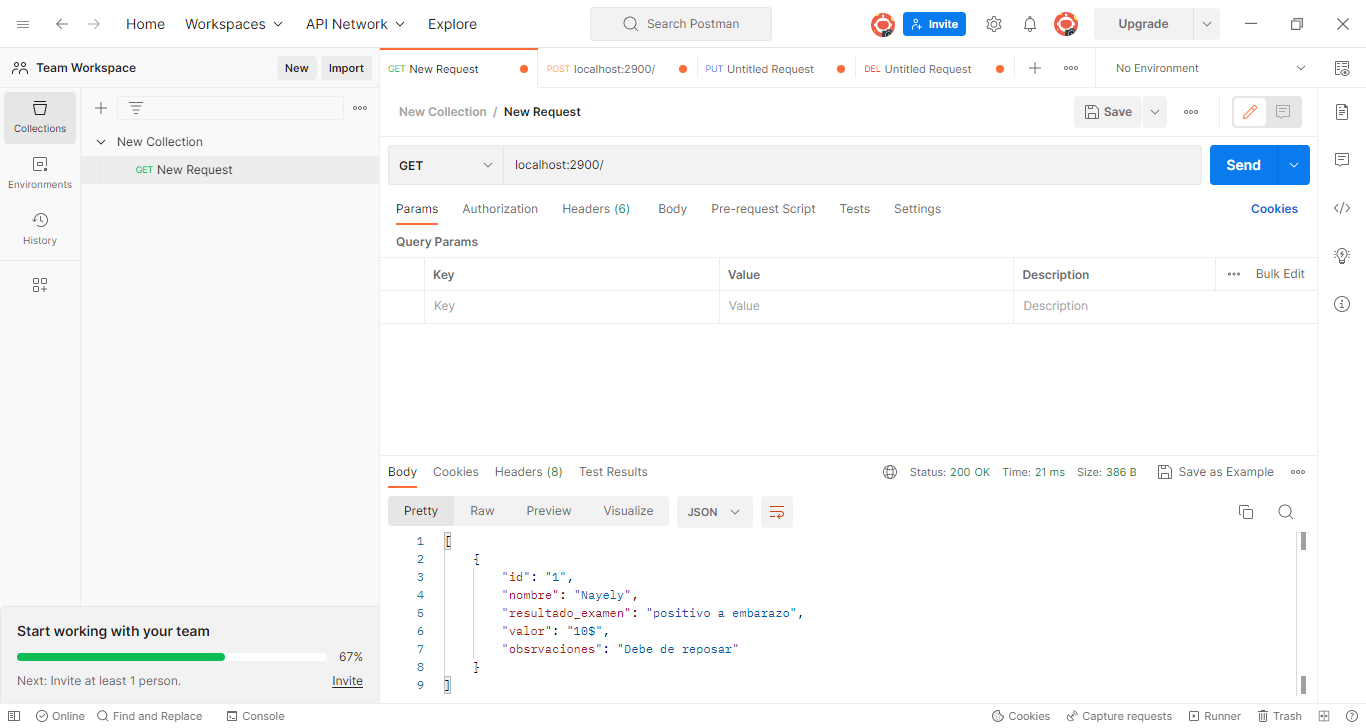 Home Workspaces API Network Explore Search Postman Invite Upgrade
Team Workspace New Import GET New Request POST localhost:2900/ PUT Untitled Request DEL Untitled Request No Environment
Collections
Environments
History
New Collection
GET New Request
New Collection / New Request Save
GET localhost:2900/ Send
Params Authorization Headers (6) Body Pre-request Script Tests Settings Cookies
Query Params
Key Value Description Bulk Edit
Key Value Description
Body Cookies Headers (8) Test Results Status: 200 OK Time: 21 ms Size: 386 B Save as Example
Pretty Raw Preview Visualize JSON
1 [
2 {
3 "id": "1",
4 "nombre": "Nayely",
5 "resultado_examen": "positivo a embarazo",
6 "valor": "10$",
7 "obsrvaciones": "Debe de reposar"
8 }
9 ]
Start working with your team
67%
Next: Invite at least 1 person. Invite
Online Find and Replace Console Cookies Capture requests Runner Trash